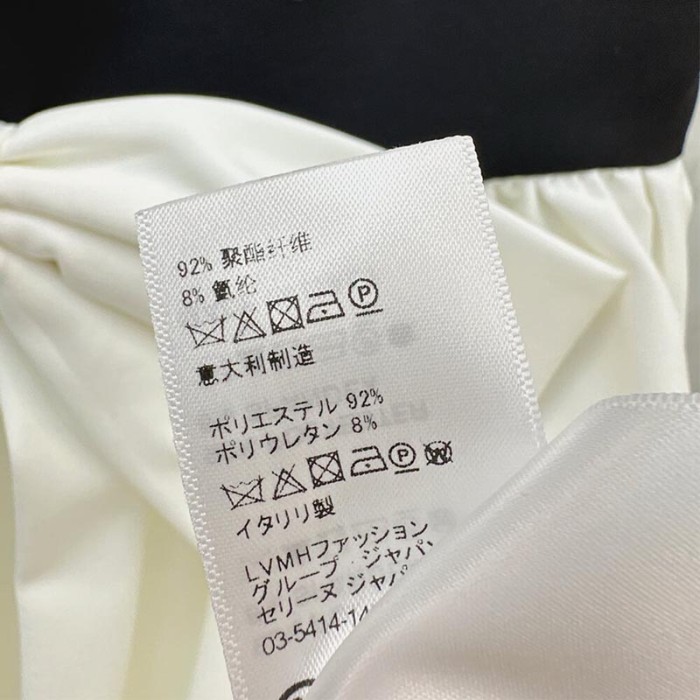 92% 聚酯纤维
8% 氨纶
P
意大利制造
ポリエステル 92%
ポリウレタン 8%
P W
イタリリ製
LVMHファッション
グループ ジャパン
セリーヌ ジャパ
03-5414-14